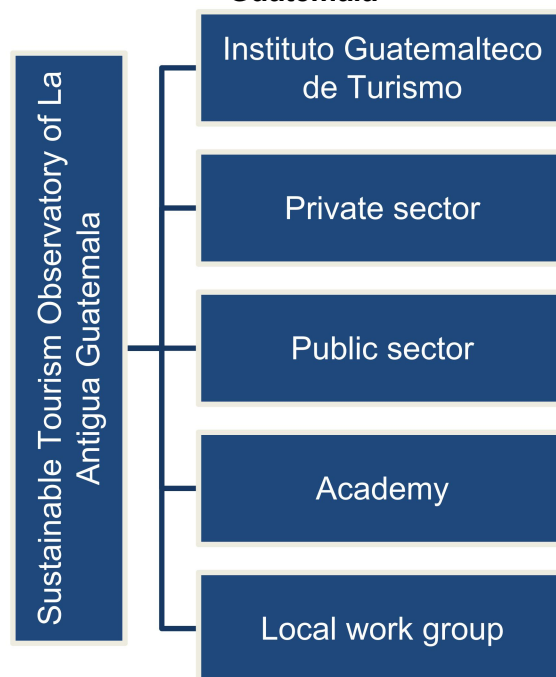 Guatemala
Sustainable Tourism Observatory of La
Antigua Guatemala
Instituto Guatemalteco
de Turismo
Private sector
Public sector
Academy
Local work group